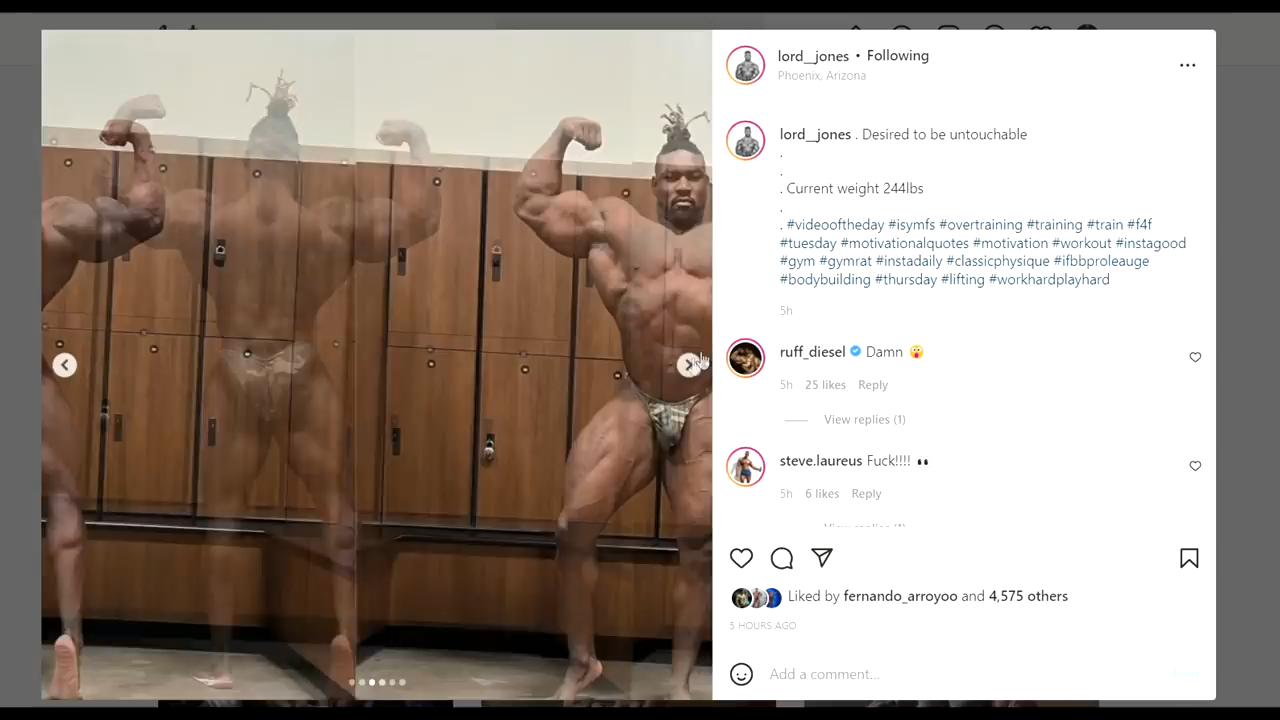 lord__jones • Following
Phoenix, Arizona
lord__jones . Desired to be untouchable
.
.
. Current weight 244lbs
.
. #videooftheday #isymfs #overtraining #training #train #f4f
#tuesday #motivationalquotes #motivation #workout #instagood
#gym #gymrat #instadaily #classicphysique #ifbbproleauge
#bodybuilding #thursday #lifting #workhardplayhard
5h
ruff_diesel Damn 😲
5h 25 likes Reply
View replies (1)
steve.laureus Fuck!!!! 👀
5h 6 likes Reply
View replies (1)
Liked by fernando_arroyoo and 4,575 others
5 HOURS AGO
Add a comment...